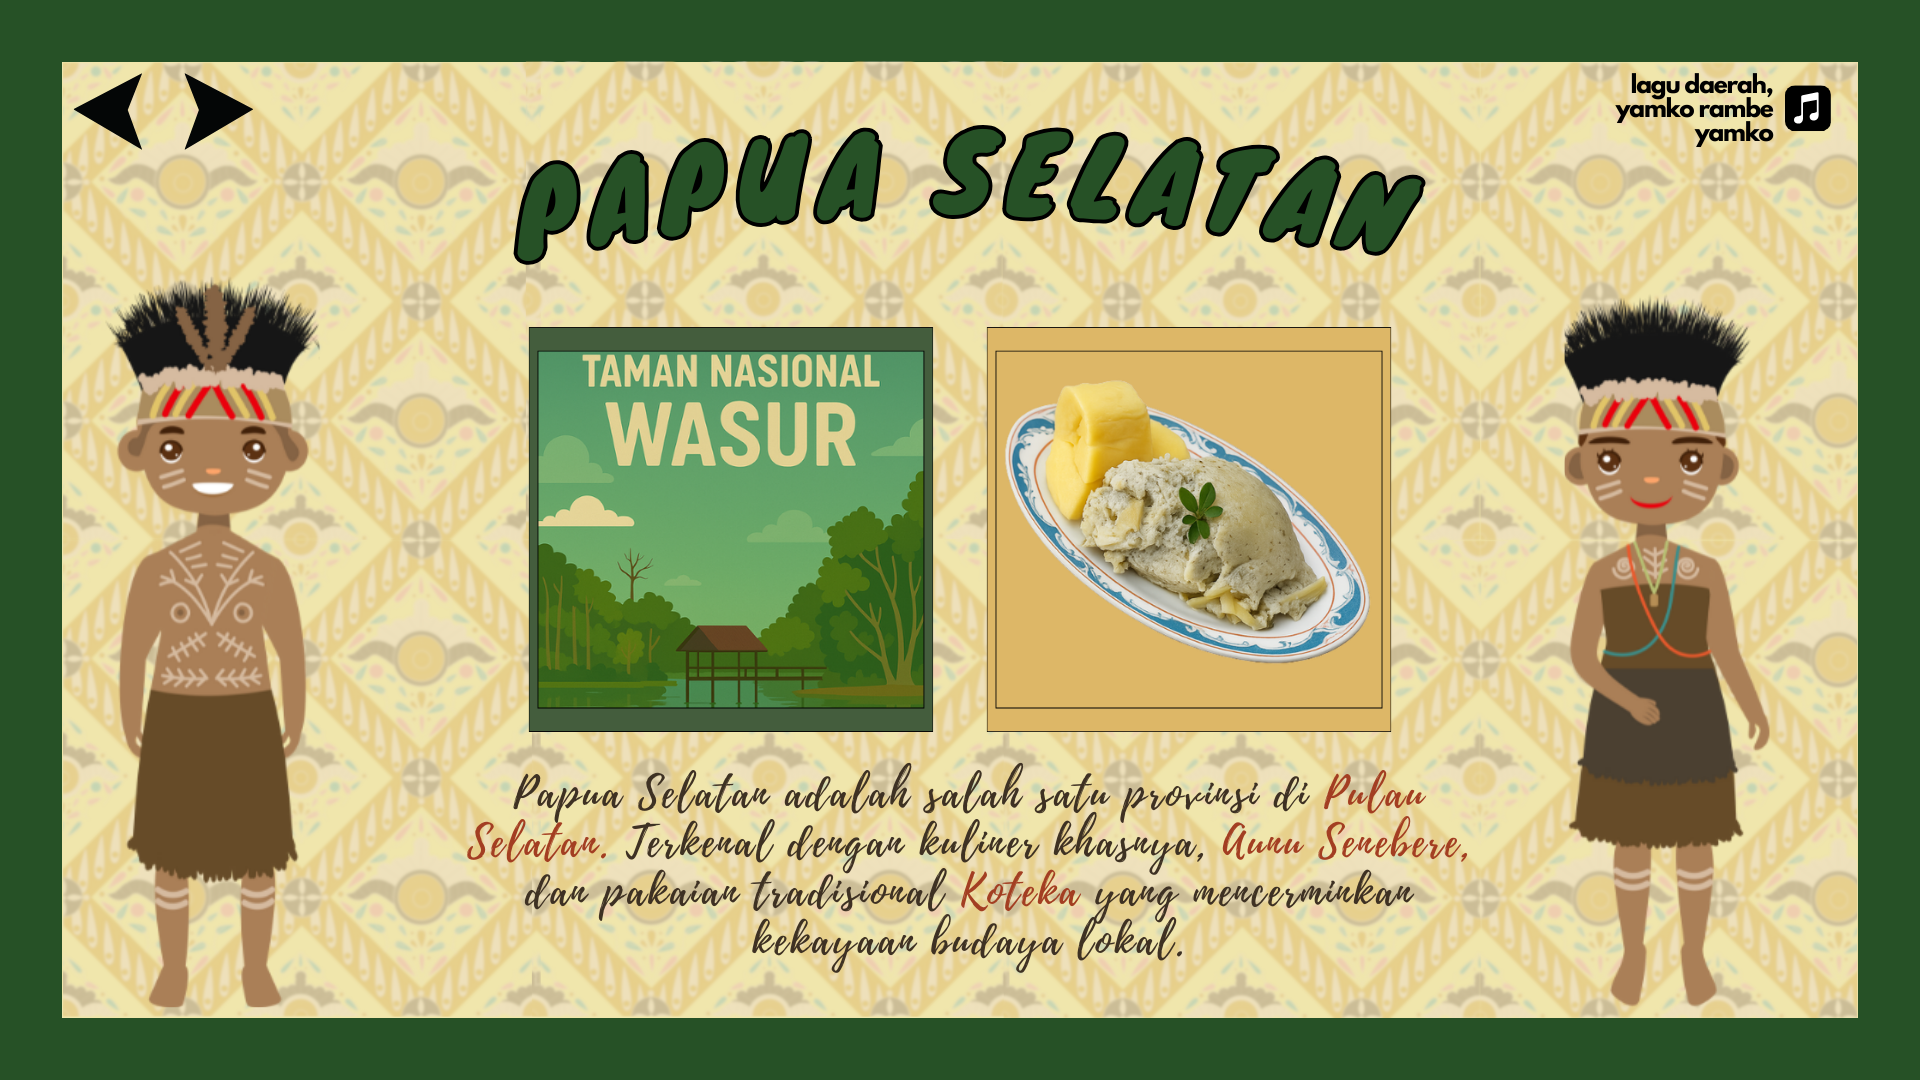 lagu daerah,
yamko rambe
yamko
PAPUA SELATAN
TAMAN NASIONAL
WASUR
Papua Selatan adalah salah satu provinsi di Pulau
Selatan. Terkenal dengan kuliner khasnya, Aunu Senebere,
dan pakaian tradisional Koteka yang mencerminkan
kekayaan budaya lokal.